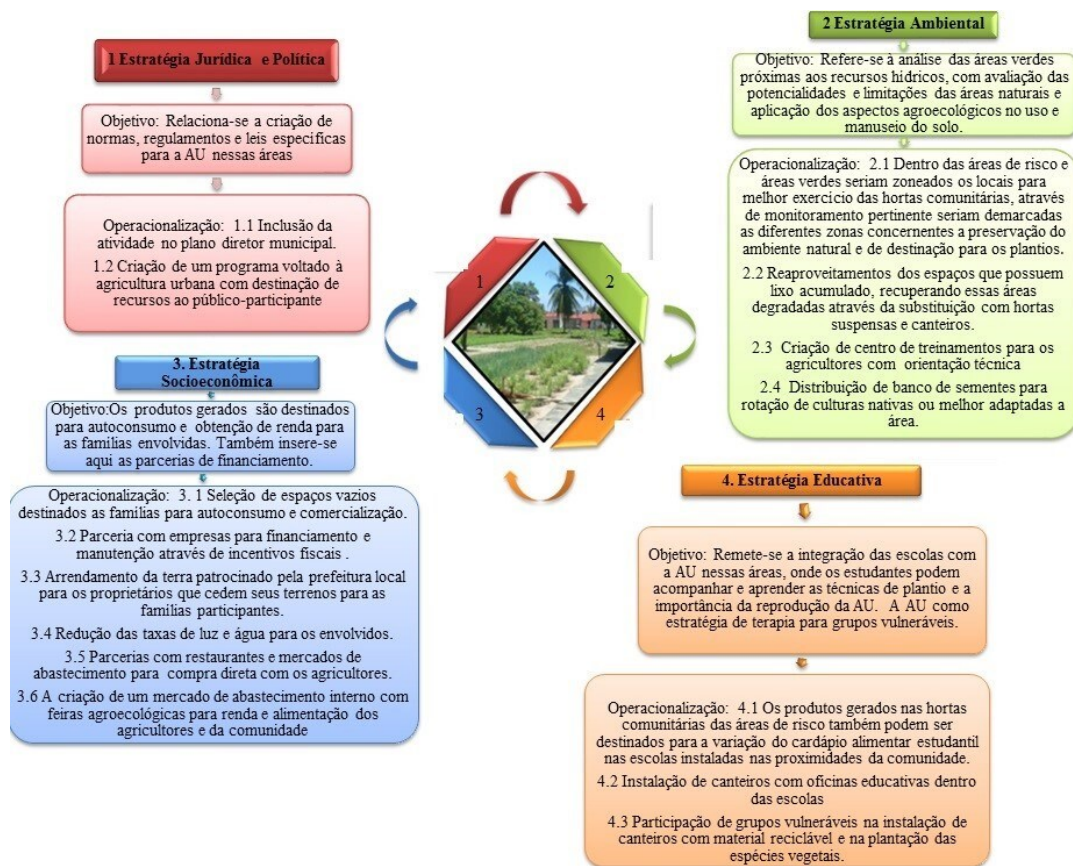 1 Estratégia Jurídica e Política
Objetivo: Relaciona-se a criação de
normas, regulamentos e leis especificas
para a AU nessas áreas
Operacionalização: 1.1 Inclusão da
atividade no plano diretor municipal.
1.2 Criação de um programa voltado à
agricultura urbana com destinação de
recursos ao público-participante
2 Estratégia Ambiental
Objetivo: Refere-se à análise das áreas verdes
próximas aos recursos hídricos, com avaliação das
potencialidades e limitações das áreas naturais e
aplicação dos aspectos agroecológicos no uso e
manuseio do solo.
Operacionalização: 2.1 Dentro das áreas de risco e
áreas verdes seriam zoneados os locais para
melhor exercício das hortas comunitárias, através
de monitoramento pertinente seriam demarcadas
as diferentes zonas concernentes a preservação do
ambiente natural e de destinação para os plantios.
2.2 Reaproveitamentos dos espaços que possuem
lixo acumulado, recuperando essas áreas
degradadas através da substituição com hortas
suspensas e canteiros.
2.3 Criação de centro de treinamentos para os
agricultores com orientação técnica
2.4 Distribuição de banco de sementes para
rotação de culturas nativas ou melhor adaptadas a
área.
1
2
3
4
3. Estratégia
Socioeconômica
Objetivo:Os produtos gerados são destinados
para autoconsumo e obtenção de renda para
as famílias envolvidas. Também insere-se
aqui as parcerias de financiamento.
Operacionalização: 3. 1 Seleção de espaços vazios
destinados as famílias para autoconsumo e comercialização.
3.2 Parceria com empresas para financiamento e
manutenção através de incentivos fiscais .
3.3 Arrendamento da terra patrocinado pela prefeitura local
para os proprietários que cedem seus terrenos para as
famílias participantes.
3.4 Redução das taxas de luz e água para os envolvidos.
3.5 Parcerias com restaurantes e mercados de
abastecimento para compra direta com os agricultores.
3.6 A criação de um mercado de abastecimento interno com
feiras agroecológicas para renda e alimentação dos
agricultores e da comunidade
4. Estratégia Educativa
Objetivo: Remete-se a integração das escolas com
a AU nessas áreas, onde os estudantes podem
acompanhar e aprender as técnicas de plantio e a
importância da reprodução da AU. A AU como
estratégia de terapia para grupos vulneráveis.
Operacionalização: 4.1 Os produtos gerados nas hortas
comunitárias das áreas de risco também podem ser
destinados para a variação do cardápio alimentar estudantil
nas escolas instaladas nas proximidades da comunidade.
4.2 Instalação de canteiros com oficinas educativas dentro
das escolas
4.3 Participação de grupos vulneráveis na instalação de
canteiros com material reciclável e na plantação das
espécies vegetais.